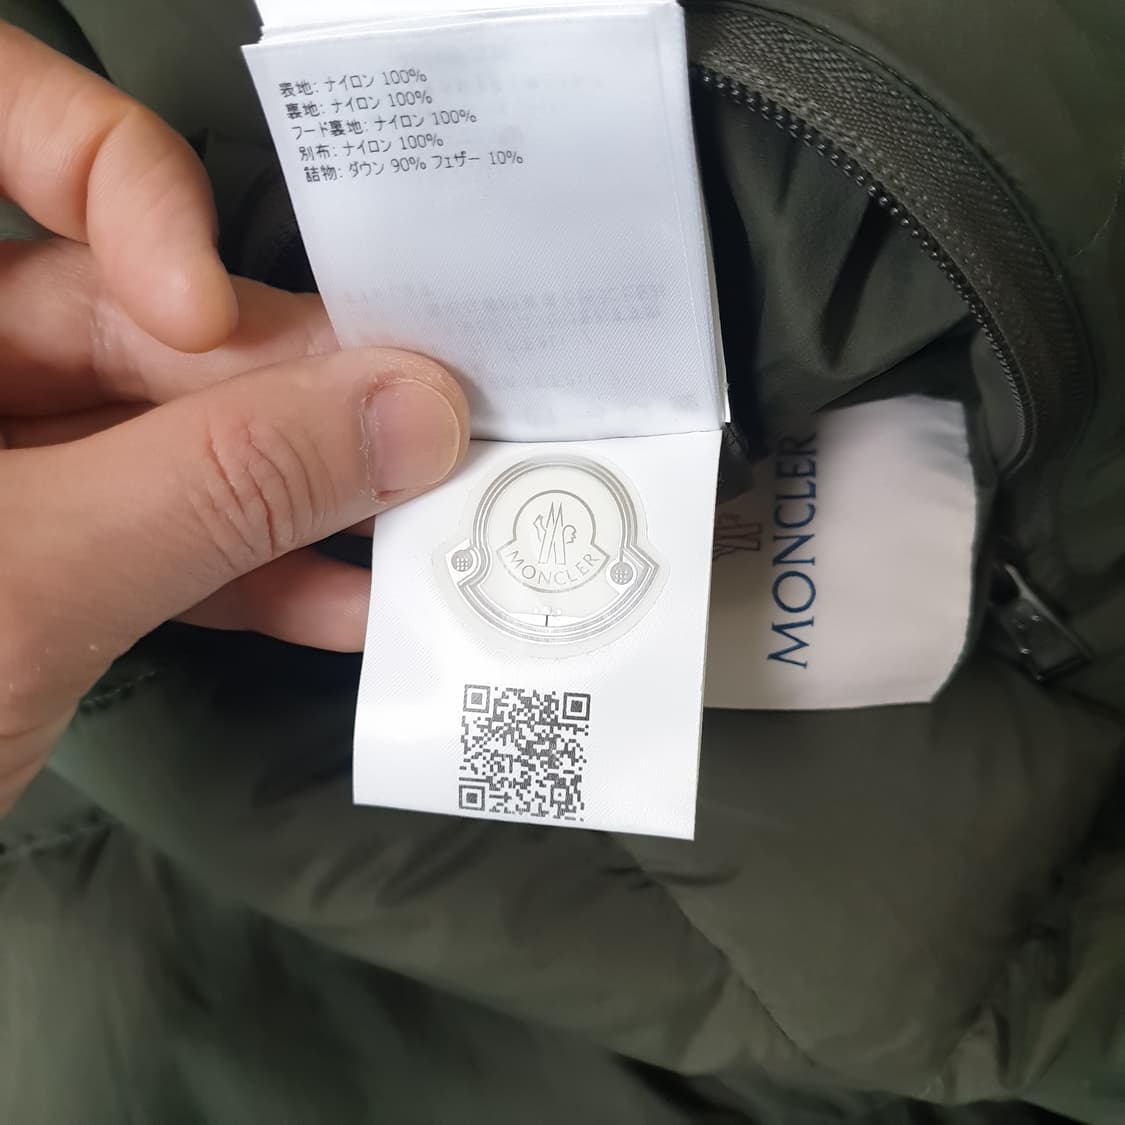 表地: ナイロン 100%
裏地: ナイロン 100%
フード裏地: ナイロン 100%
別布: ナイロン 100%
詰物: ダウン 90% フェザー 10%
MONCLER
MONCLER